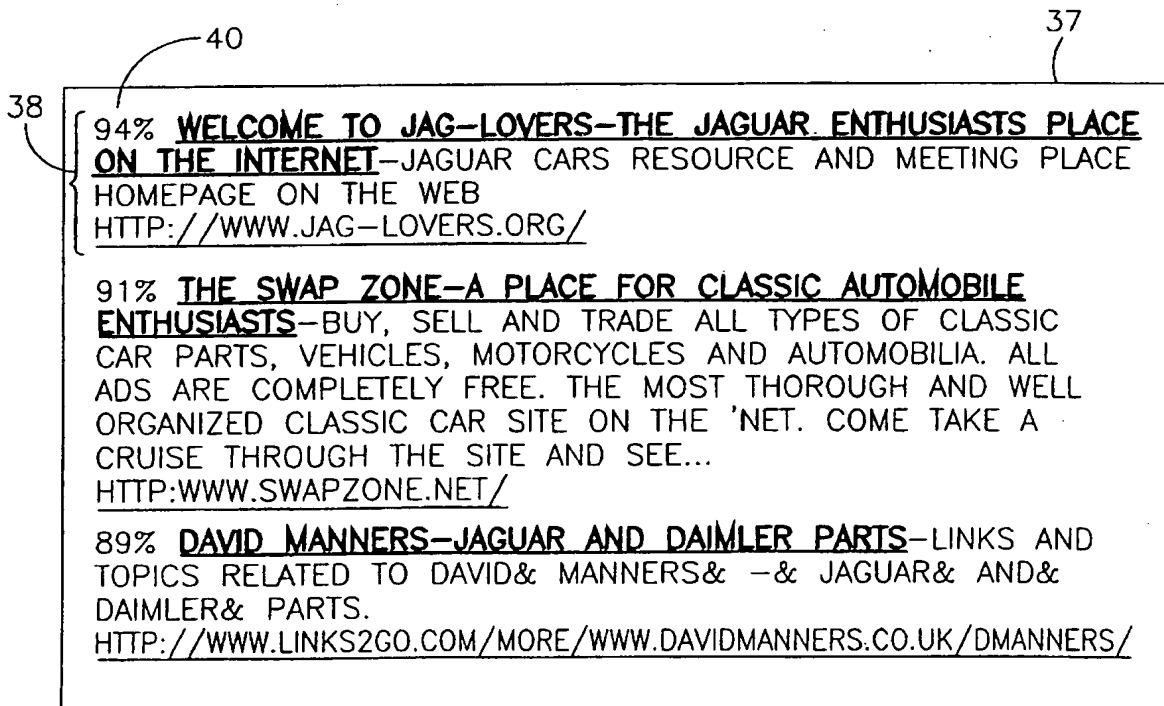 40
37
38
94% WELCOME TO JAG-LOVERS-THE JAGUAR ENTHUSIASTS PLACE
ON THE INTERNET-JAGUAR CARS RESOURCE AND MEETING PLACE
HOMEPAGE ON THE WEB
HTTP://WWW.JAG-LOVERS.ORG/
91% THE SWAP ZONE-A PLACE FOR CLASSIC AUTOMOBILE
ENTHUSIASTS-BUY, SELL AND TRADE ALL TYPES OF CLASSIC
CAR PARTS, VEHICLES, MOTORCYCLES AND AUTOMOBILIA. ALL
ADS ARE COMPLETELY FREE. THE MOST THOROUGH AND WELL
ORGANIZED CLASSIC CAR SITE ON THE 'NET. COME TAKE A
CRUISE THROUGH THE SITE AND SEE...
HTTP:WWW.SWAPZONE.NET/
89% DAVID MANNERS-JAGUAR AND DAIMLER PARTS-LINKS AND
TOPICS RELATED TO DAVID& MANNERS& -& JAGUAR& AND&
DAIMLER& PARTS.
HTTP://WWW.LINKS2GO.COM/MORE/WWW.DAVIDMANNERS.CO.UK/DMANNERS/